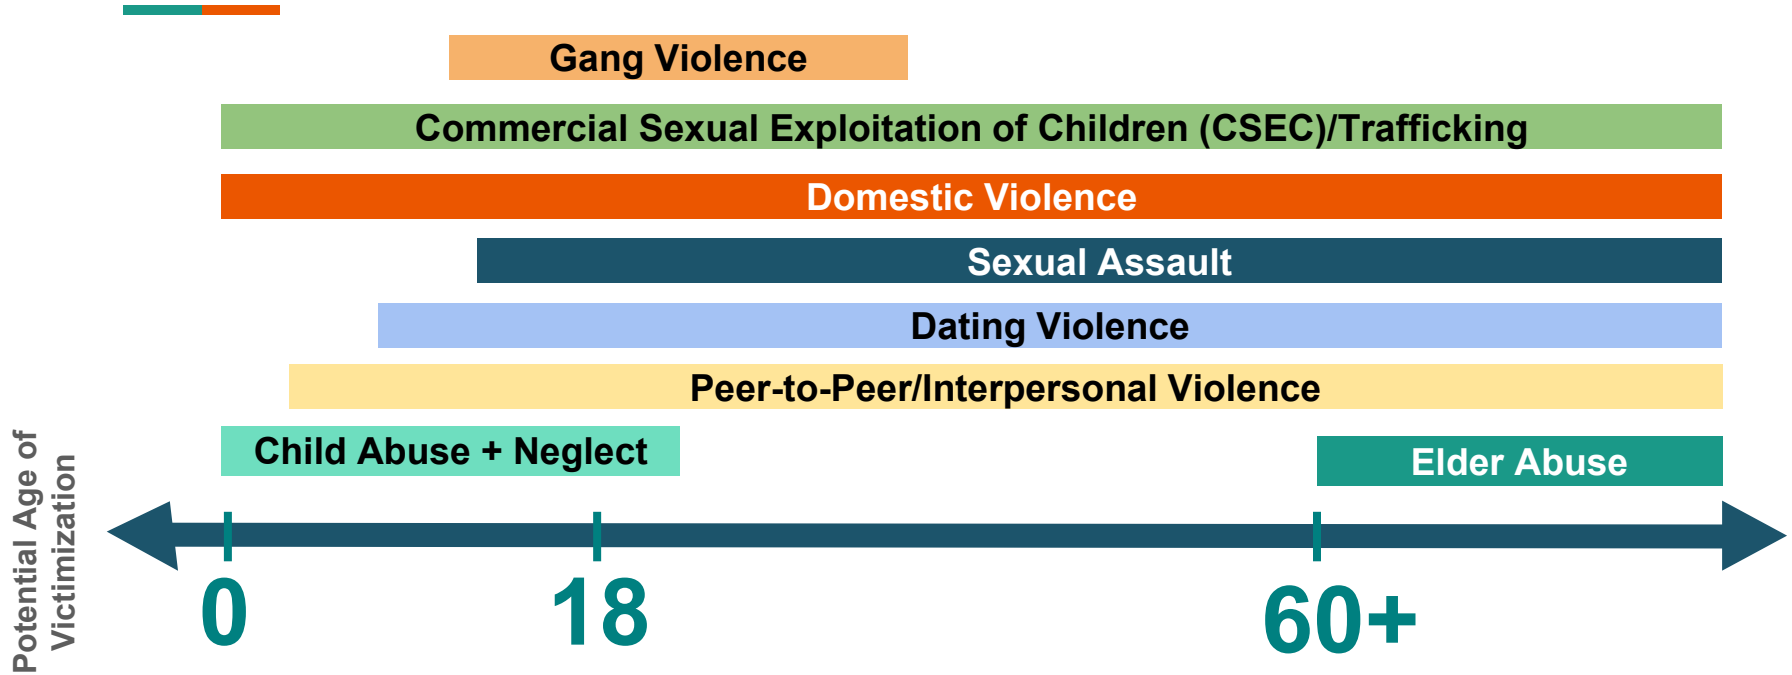 Gang Violence
Commercial Sexual Exploitation of Children (CSEC)/Trafficking
Domestic Violence
Sexual Assault
Dating Violence
Peer-to-Peer/Interpersonal Violence
Child Abuse + Neglect
Elder Abuse
Potential Age of
Victimization
0
18
60+